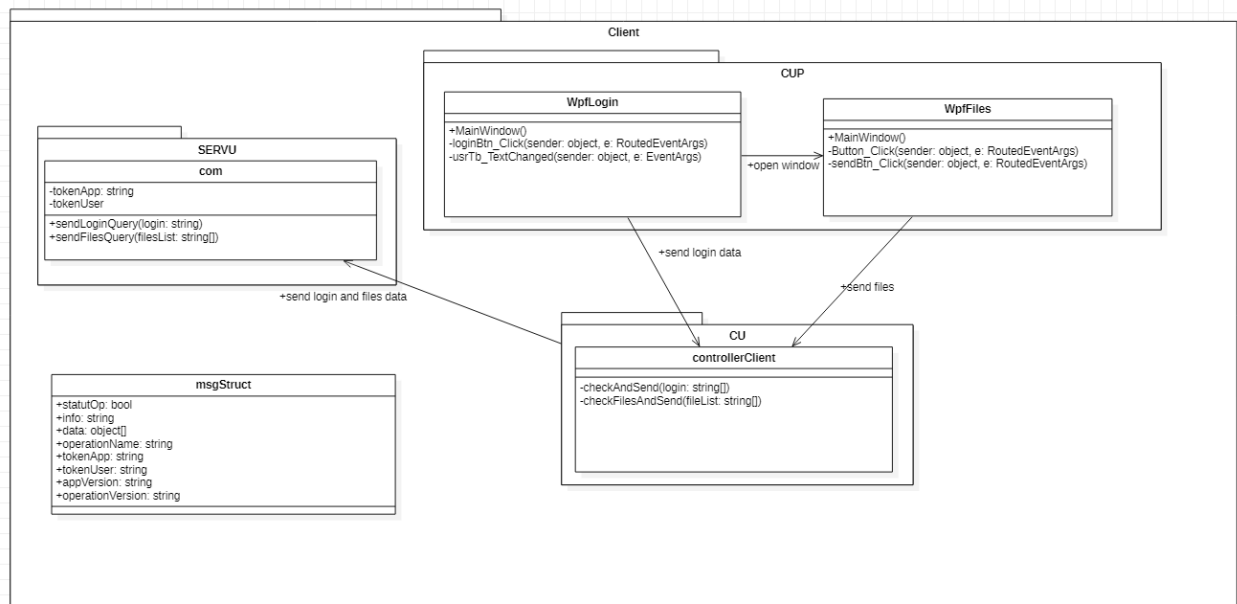 Client
CUP
WpfLogin
+MainWindow()
-loginBtn_Click(sender: object, e: RoutedEventArgs)
-usrTb_TextChanged(sender: object, e: EventArgs)
+open window
WpfFiles
+MainWindow()
-Button_Click(sender: object, e: RoutedEventArgs)
-sendBtn_Click(sender: object, e: RoutedEventArgs)
SERVU
com
-tokenApp: string
-tokenUser
+sendLoginQuery(login: string)
+sendFilesQuery(filesList: string[])
+send login data
+send files
+send login and files data
CU
controllerClient
-checkAndSend(login: string[])
-checkFilesAndSend(fileList: string[])
msgStruct
+statutOp: bool
+info: string
+data: object[]
+operationName: string
+tokenApp: string
+tokenUser: string
+appVersion: string
+operationVersion: string